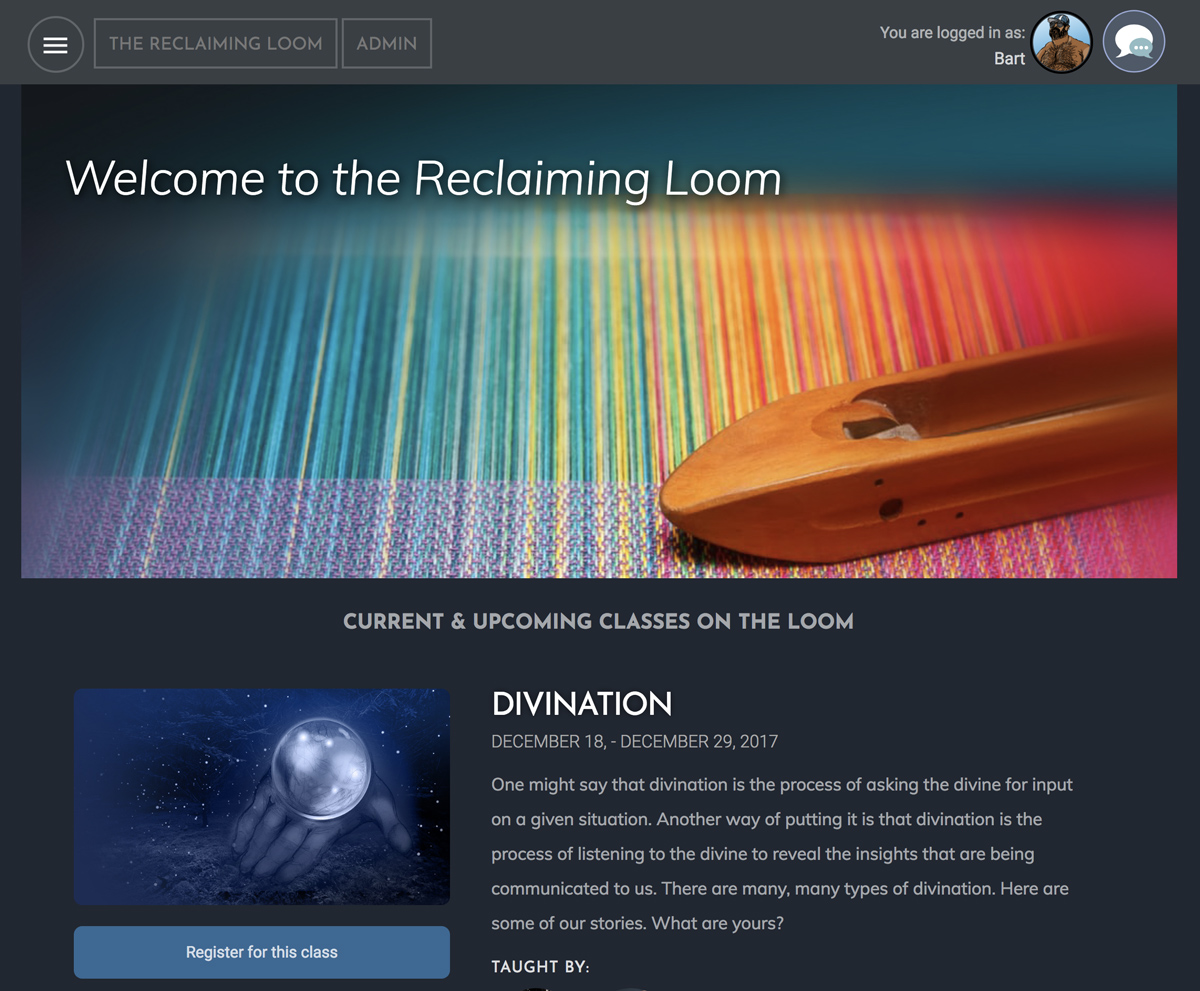 THE RECLAIMING LOOM
ADMIN
You are logged in as:
Bart
Welcome to the Reclaiming Loom
CURRENT & UPCOMING CLASSES ON THE LOOM
DIVINATION
DECEMBER 18, - DECEMBER 29, 2017
One might say that divination is the process of asking the divine for input
on a given situation. Another way of putting it is that divination is the
process of listening to the divine to reveal the insights that are being
communicated to us. There are many, many types of divination. Here are
some of our stories. What are yours?
Register for this class
TAUGHT BY: